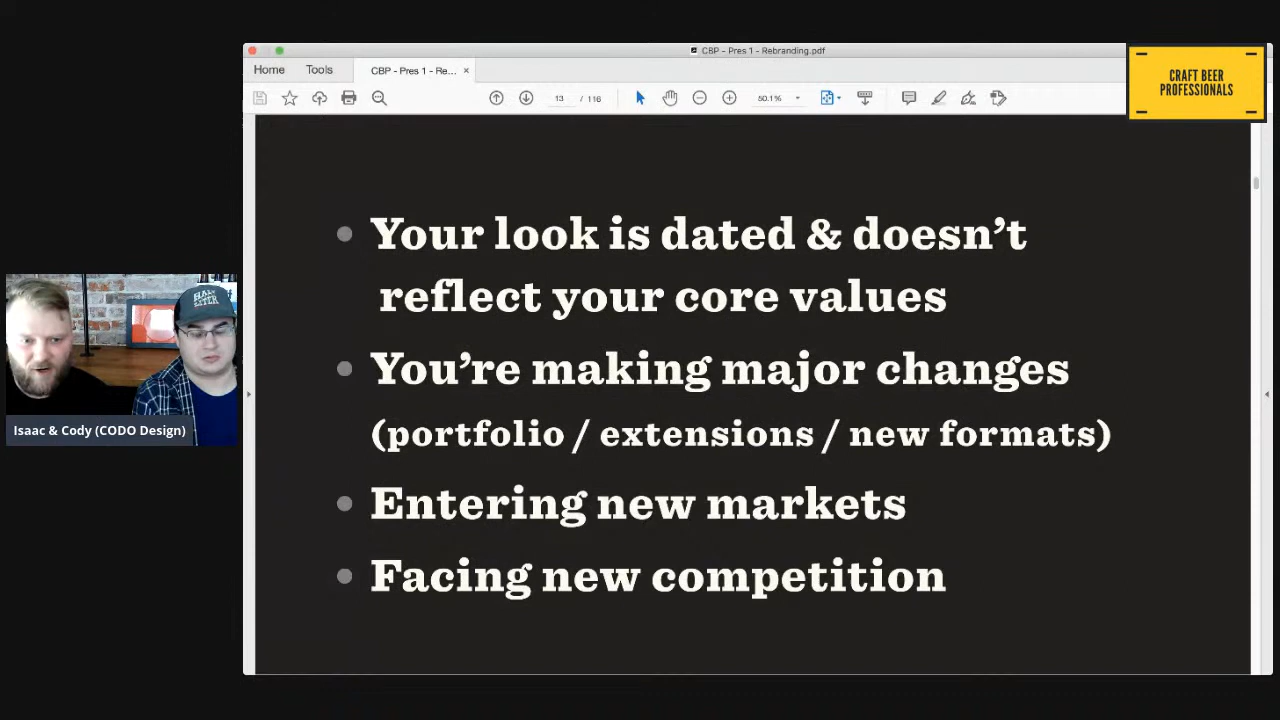 CBP - Pres 1 - Rebranding.pdf
Home
Tools
CBP - Pres 1 - Re... ×
13 / 116
50.1%
CRAFT BEER
PROFESSIONALS
• Your look is dated & doesn’t
reflect your core values
• You’re making major changes
(portfolio / extensions / new formats)
• Entering new markets
• Facing new competition
Isaac & Cody (CODO Design)